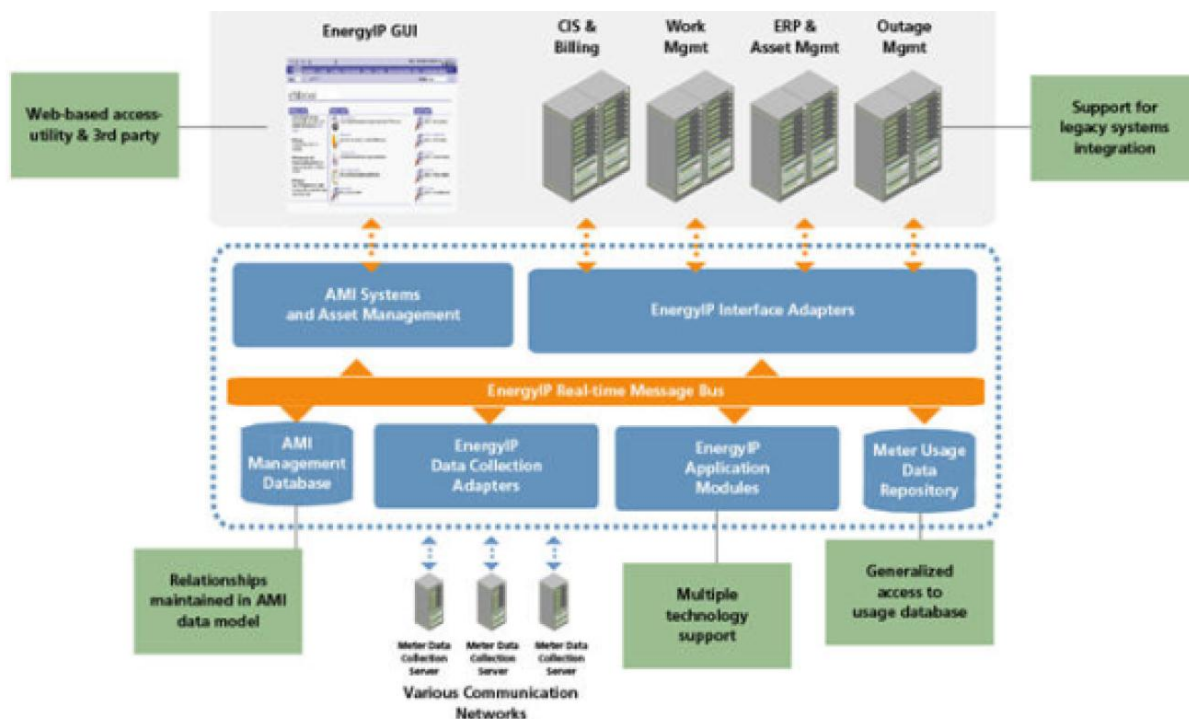 EnergyIP GUI
CIS &
Billing
Work
Mgmt
ERP &
Asset Mgmt
Outage
Mgmt
Web-based access-
utility & 3rd party
Support for
legacy systems
integration
AMI Systems
and Asset Management
EnergyIP Interface Adapters
EnergyIP Real-time Message Bus
AMI
Management
Database
EnergyIP
Data Collection
Adapters
EnergyIP
Application
Modules
Meter Usage
Data
Repository
Relationships
maintained in AMI
data model
Multiple
technology
support
Generalized
access to
usage database
Meter Data
Collection
Server
Meter Data
Collection
Server
Meter Data
Collection
Server
Various Communication
Networks